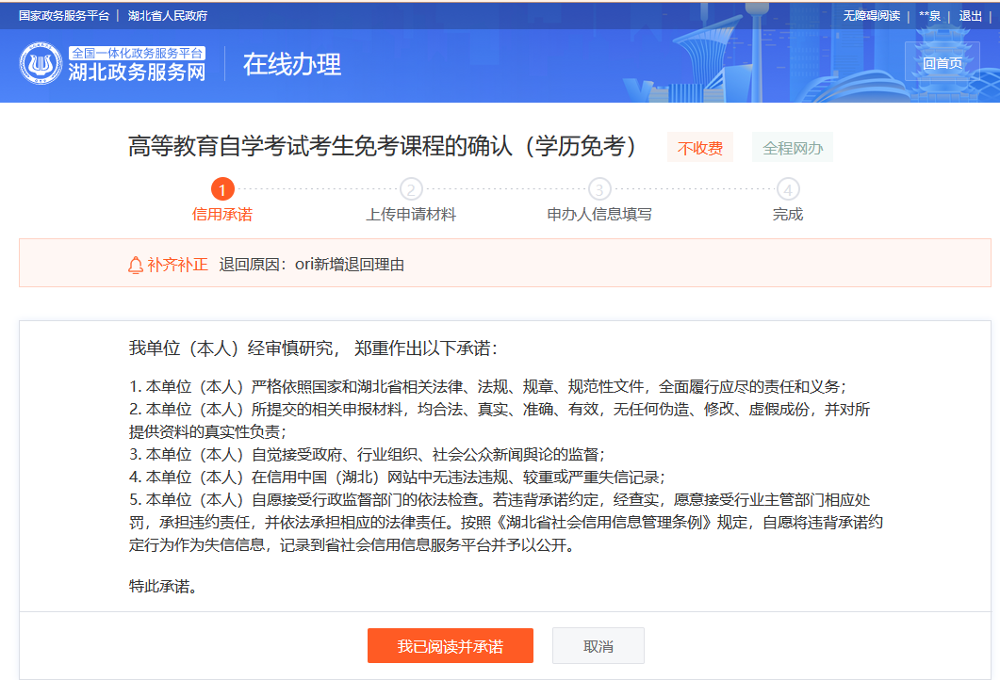 国家政务服务平台 | 湖北省人民政府
无障碍阅读 | **泉 | 退出 |
全国一体化政务服务平台
湖北政务服务网
在线办理
回首页
高等教育自学考试考生免考课程的确认（学历免考）
不收费
全程网办
1
2
3
4
信用承诺
上传申请材料
申办人信息填写
完成
补齐补正 退回原因：ori新增退回理由
我单位（本人）经审慎研究， 郑重作出以下承诺：
1. 本单位（本人）严格依照国家和湖北省相关法律、法规、规章、规范性文件，全面履行应尽的责任和义务；
2. 本单位（本人）所提交的相关申报材料，均合法、真实、准确、有效，无任何伪造、修改、虚假成份，并对所
提供资料的真实性负责；
3. 本单位（本人）自觉接受政府、行业组织、社会公众新闻舆论的监督；
4. 本单位（本人）在信用中国（湖北）网站中无违法违规、较重或严重失信记录；
5. 本单位（本人）自愿接受行政监督部门的依法检查。若违背承诺约定，经查实，愿意接受行业主管部门相应处
罚，承担违约责任，并依法承担相应的法律责任。按照《湖北省社会信用信息管理条例》规定，自愿将违背承诺约
定行为作为失信信息，记录到省社会信用信息服务平台并予以公开。
特此承诺。
我已阅读并承诺
取消